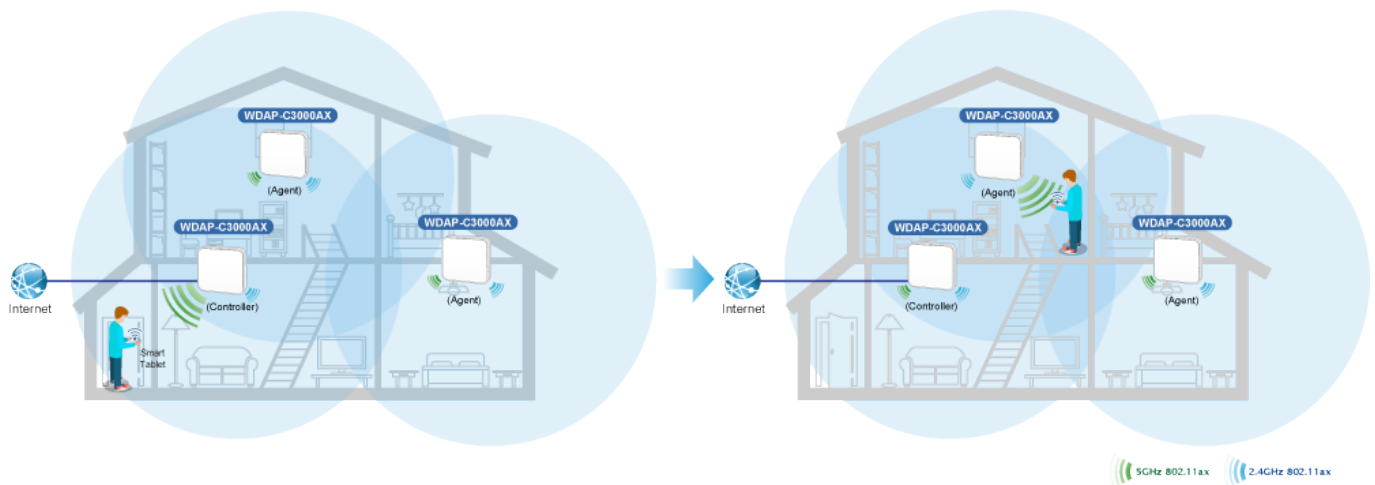 WDAP-C3000AX
(Agent)
WDAP-C3000AX
(Controller)
WDAP-C3000AX
(Agent)
Internet
Smart
Tablet
WDAP-C3000AX
(Agent)
WDAP-C3000AX
(Controller)
WDAP-C3000AX
(Agent)
Internet
5GHz 802.11ax
2.4GHz 802.11ax